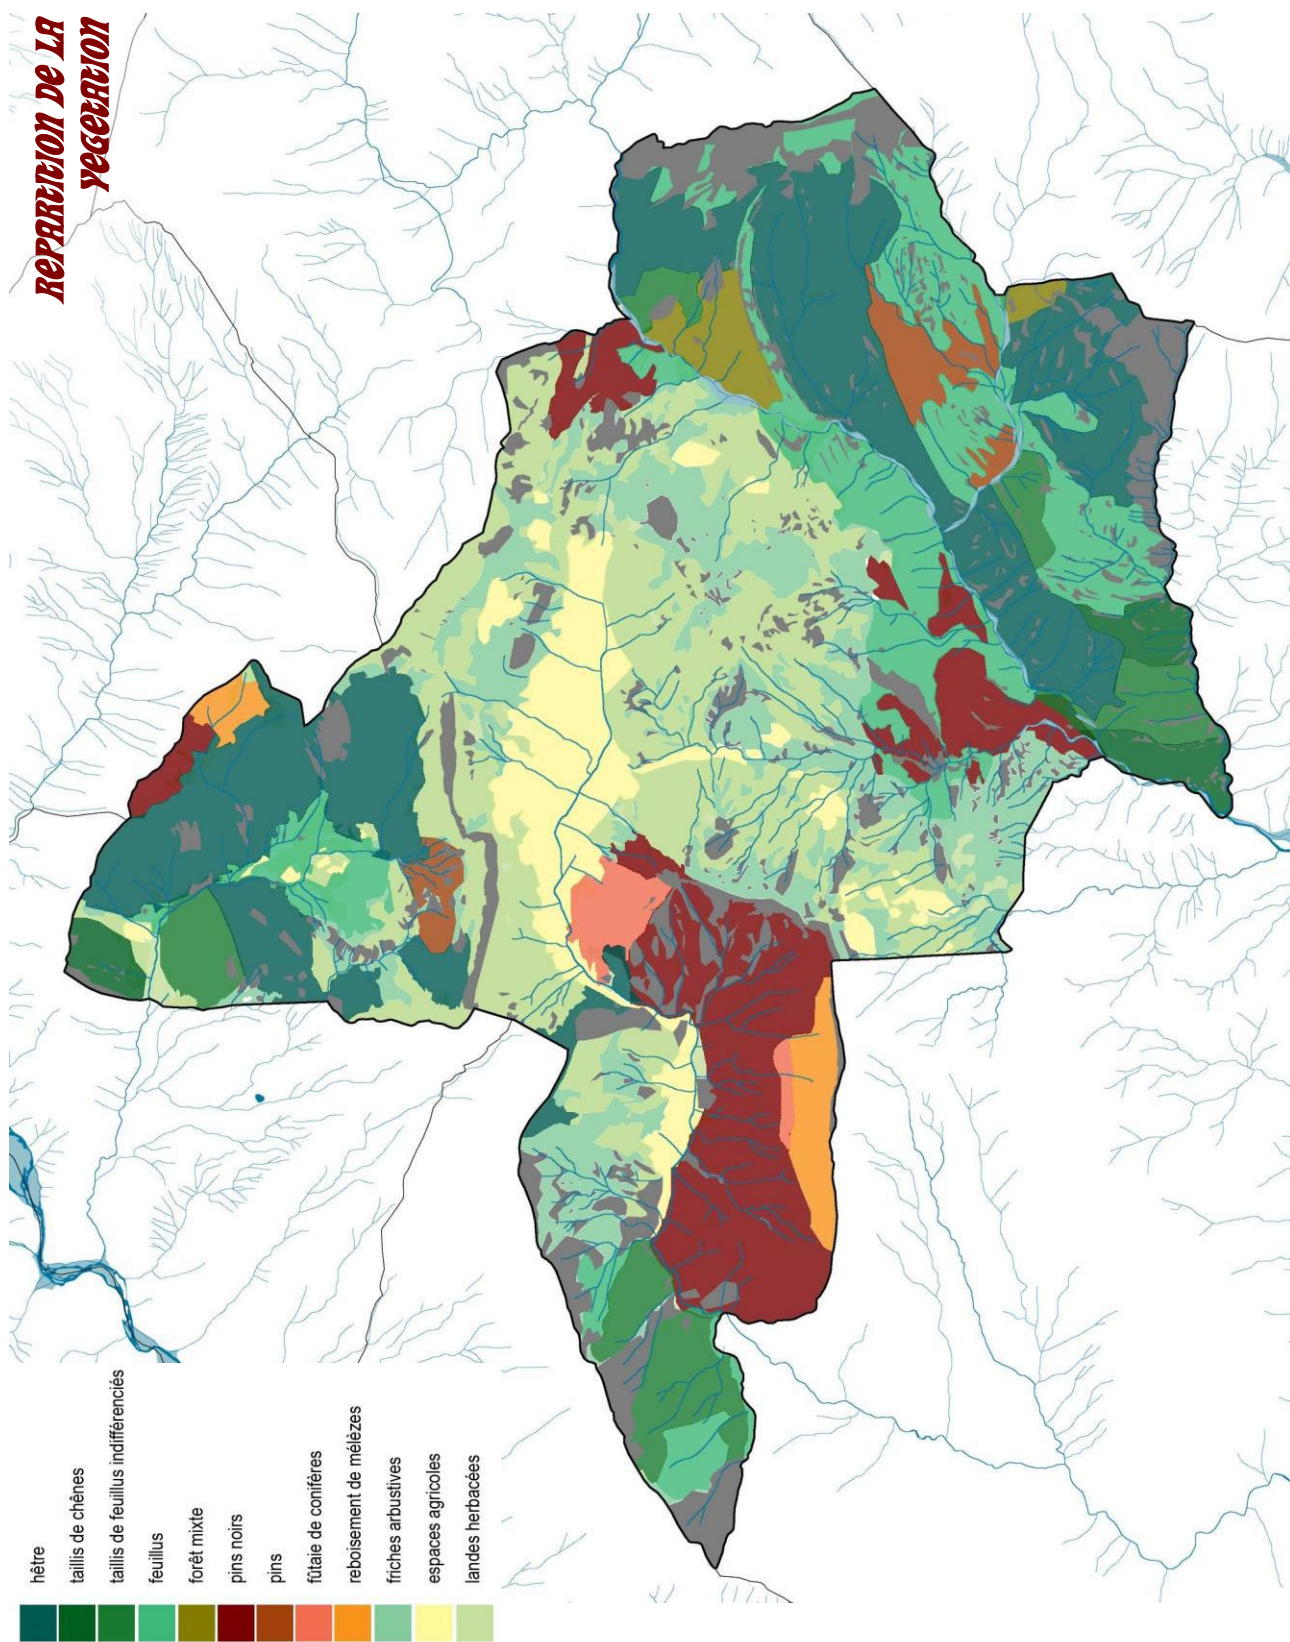 REPARTITION DE LA
VEGETATION
hêtre
taillis de chênes
taillis de feuillus indifférenciés
feuillus
forêt mixte
pins noirs
pins
fûtaie de conifères
reboisement de mélèzes
friches arbustives
espaces agricoles
landes herbacées